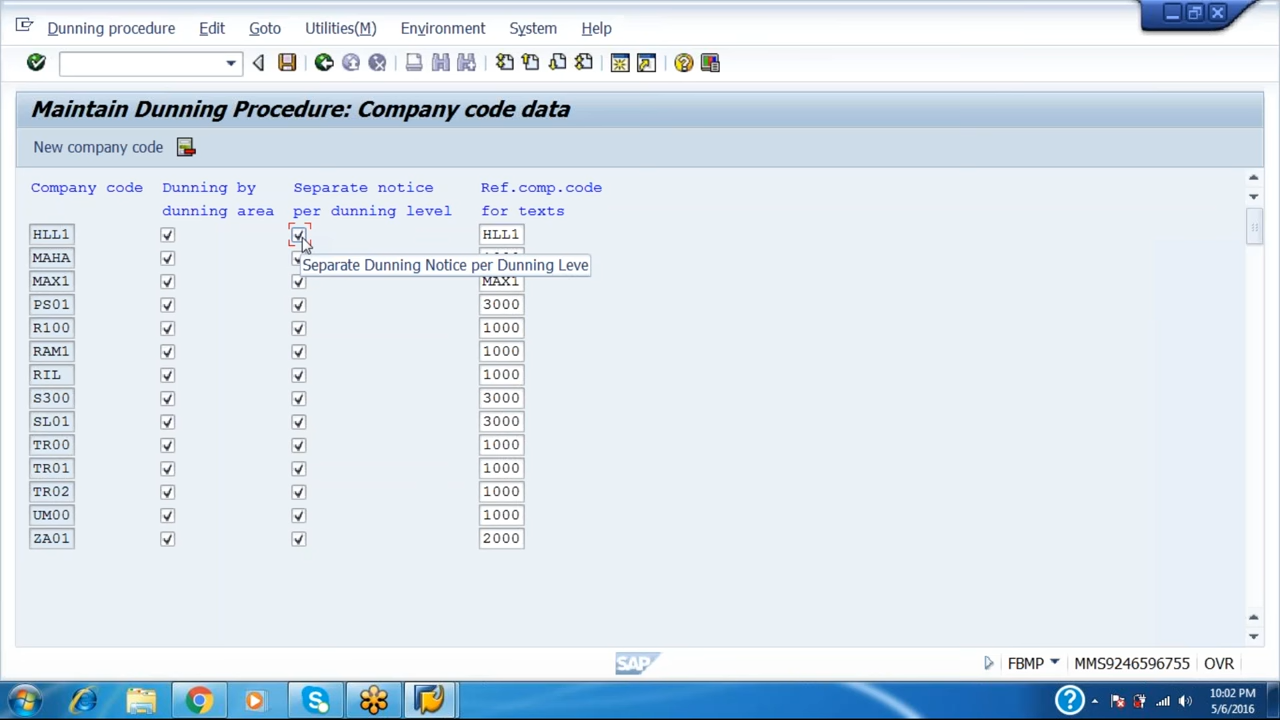 Dunning procedure Edit Goto Utilities(M) Environment System Help
Maintain Dunning Procedure: Company code data
New company code
Company code Dunning by Separate notice Ref.comp.code
dunning area per dunning level for texts
HLL1 HLL1
MAHA
Separate Dunning Notice per Dunning Leve
MAX1 MAX1
PS01 3000
R100 1000
RAM1 1000
RIL 1000
S300 3000
SL01 3000
TR00 1000
TR01 1000
TR02 1000
UM00 1000
ZA01 2000
SAP FBMP MMS9246596755 OVR
10:02 PM
5/6/2016